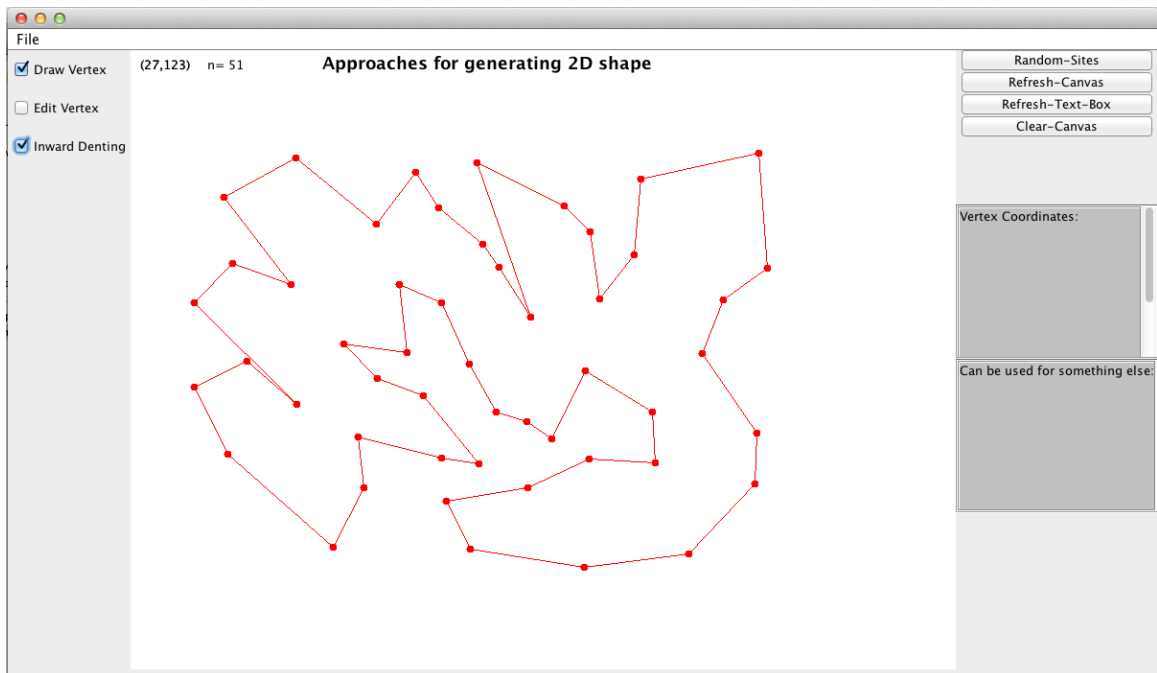 File
Draw Vertex
Edit Vertex
Inward Denting
(27,123) n= 51
Approaches for generating 2D shape
Random-Sites
Refresh-Canvas
Refresh-Text-Box
Clear-Canvas
Vertex Coordinates:
Can be used for something else: